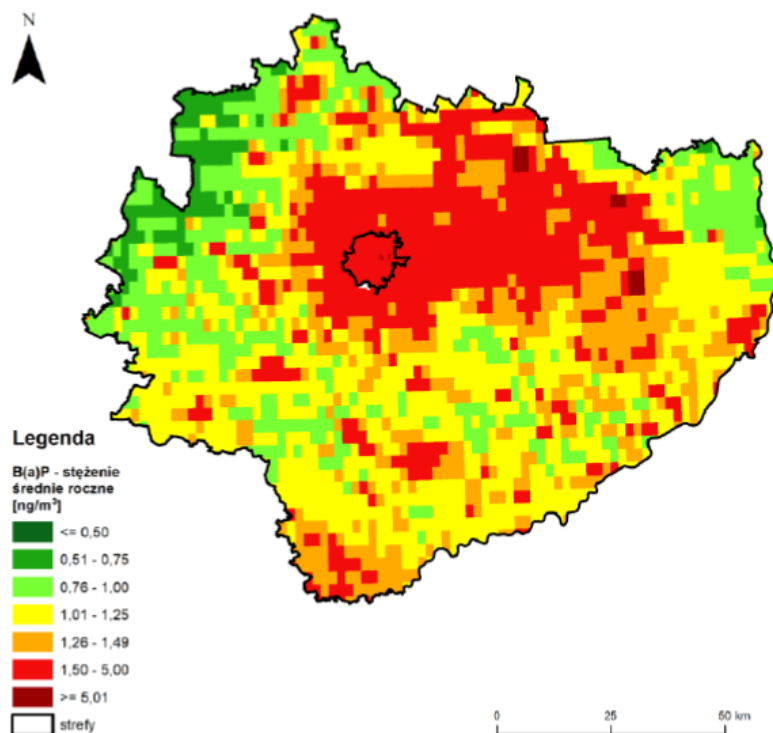 N
Legenda
B(a)P - stężenie
średnie roczne
[ng/m³]
<= 0,50
0,51 - 0,75
0,76 - 1,00
1,01 - 1,25
1,26 - 1,49
1,50 - 5,00
>= 5,01
strefy
0 25 50 km